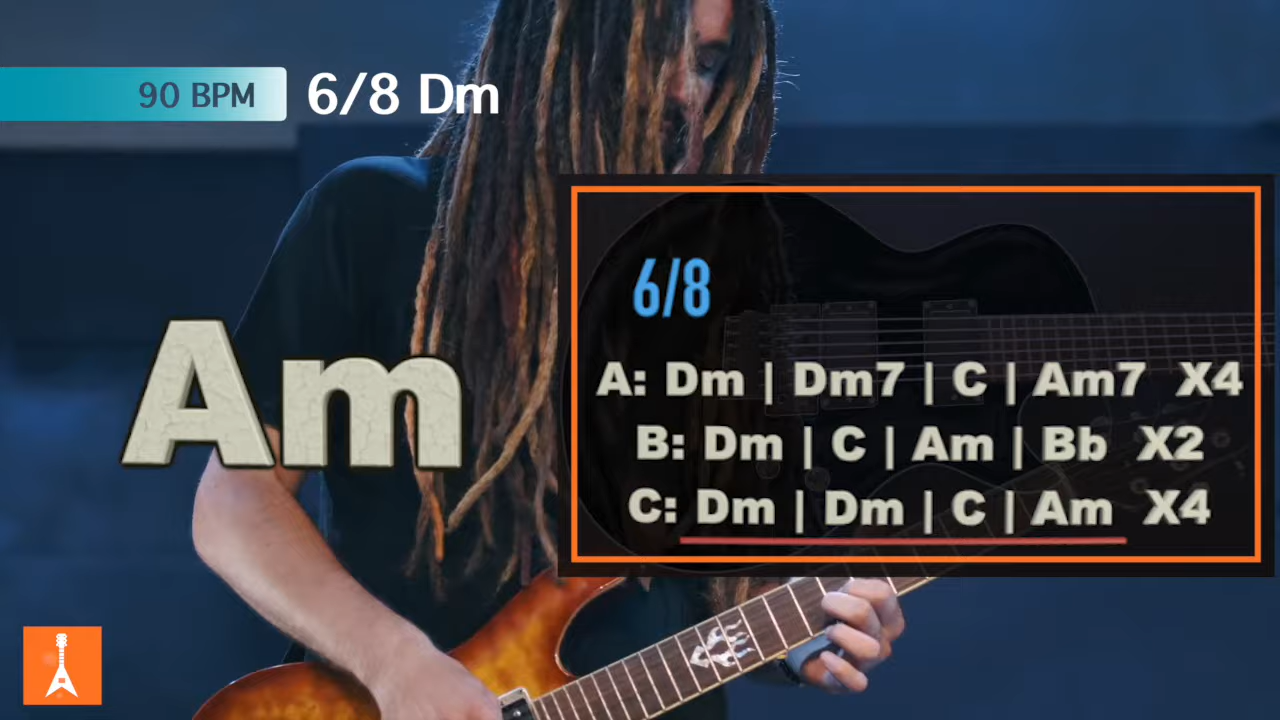 90 BPM 6/8 Dm
6/8
A: Dm | Dm7 | C | Am7 X4
B: Dm | C | Am | Bb X2
C: Dm | Dm | C | Am X4
Am